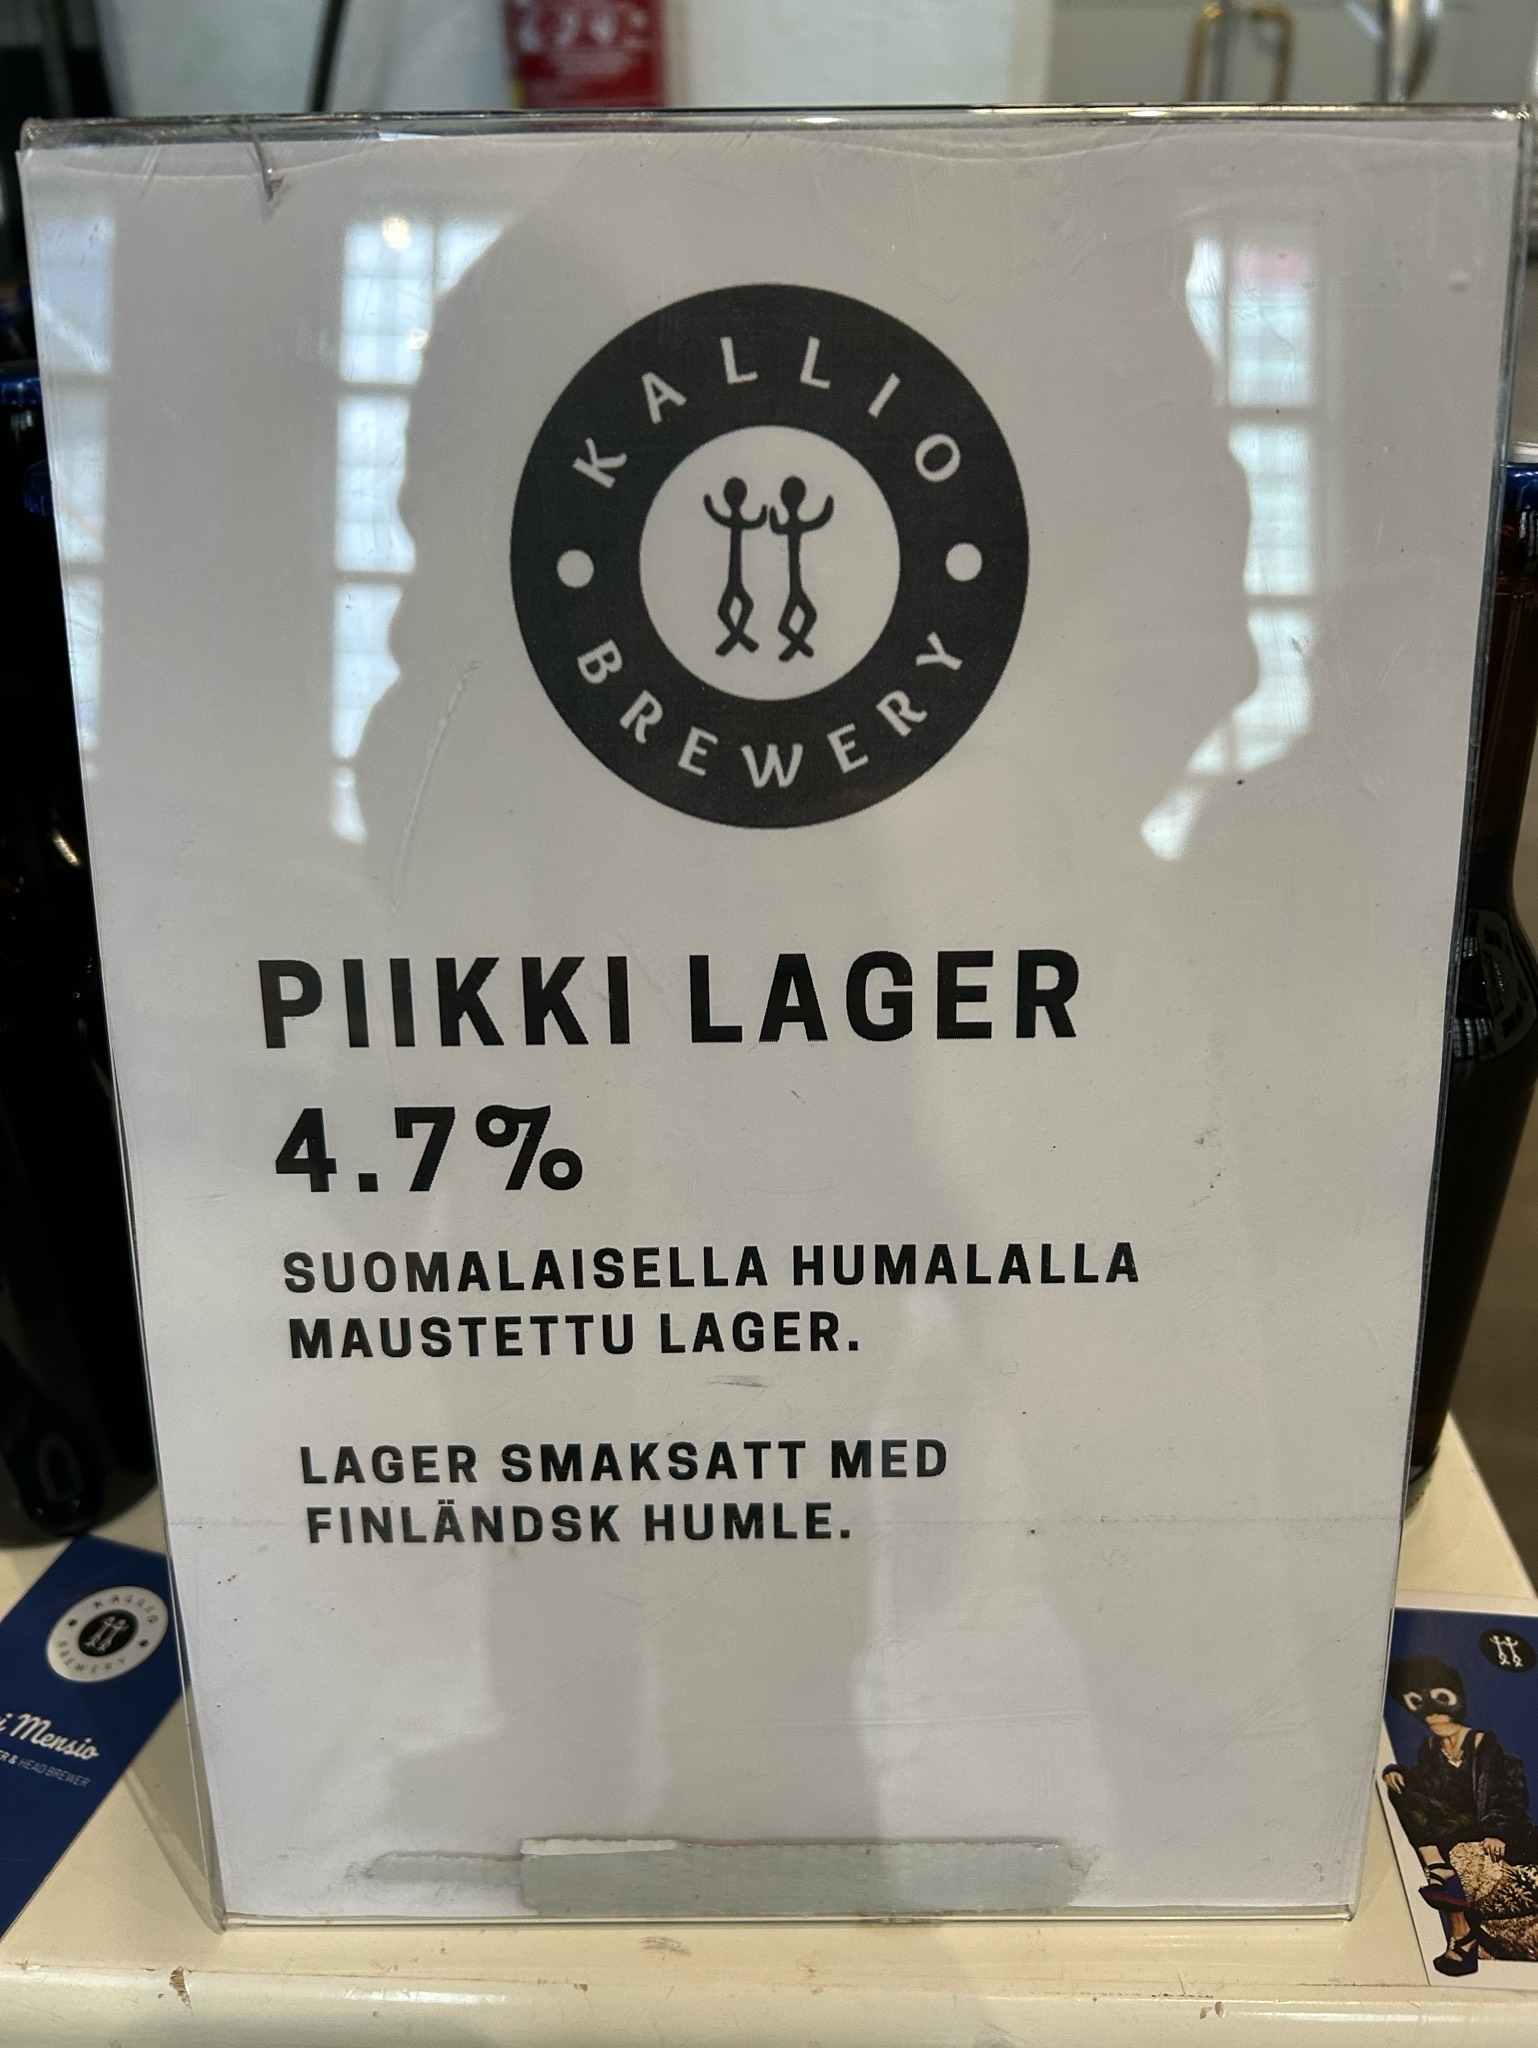 KALLIO
BREWERY
PIIKKI LAGER
4.7%
SUOMALAISELLA HUMALALLA
MAUSTETTU LAGER.
LAGER SMAKSATT MED
FINLÄNDSK HUMLE.
KALLIO
BREWERY
Mensio
& HEAD BREWER